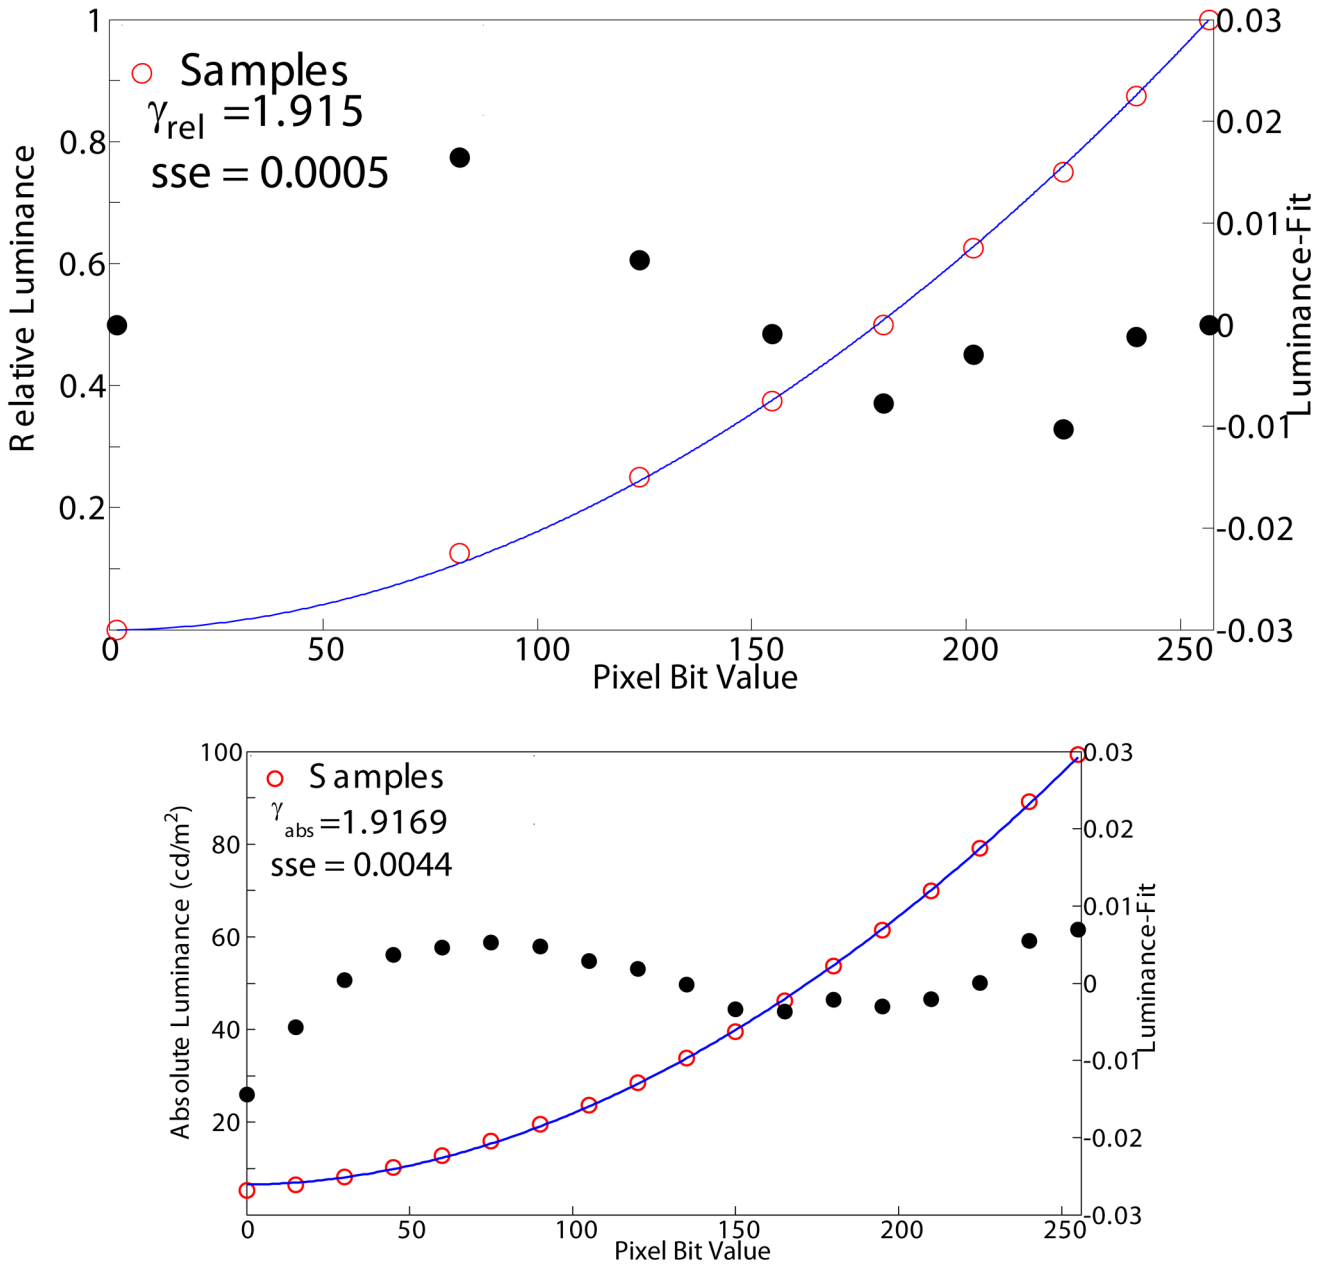 1
0.03
Samples
γrel =1.915
sse = 0.0005
0.8
0.02
0.6
0.01
0
0.4
-0.01
0.2
-0.02
-0.03
Relative Luminance
Luminance-Fit
0 50 100 150 200 250
Pixel Bit Value
100
0.03
Samples
γabs =1.9169
sse = 0.0044
0.02
80
0.01
60
0
40
-0.01
20
-0.02
-0.03
Absolute Luminance (cd/m²)
Luminance-Fit
0 50 100 150 200 250
Pixel Bit Value